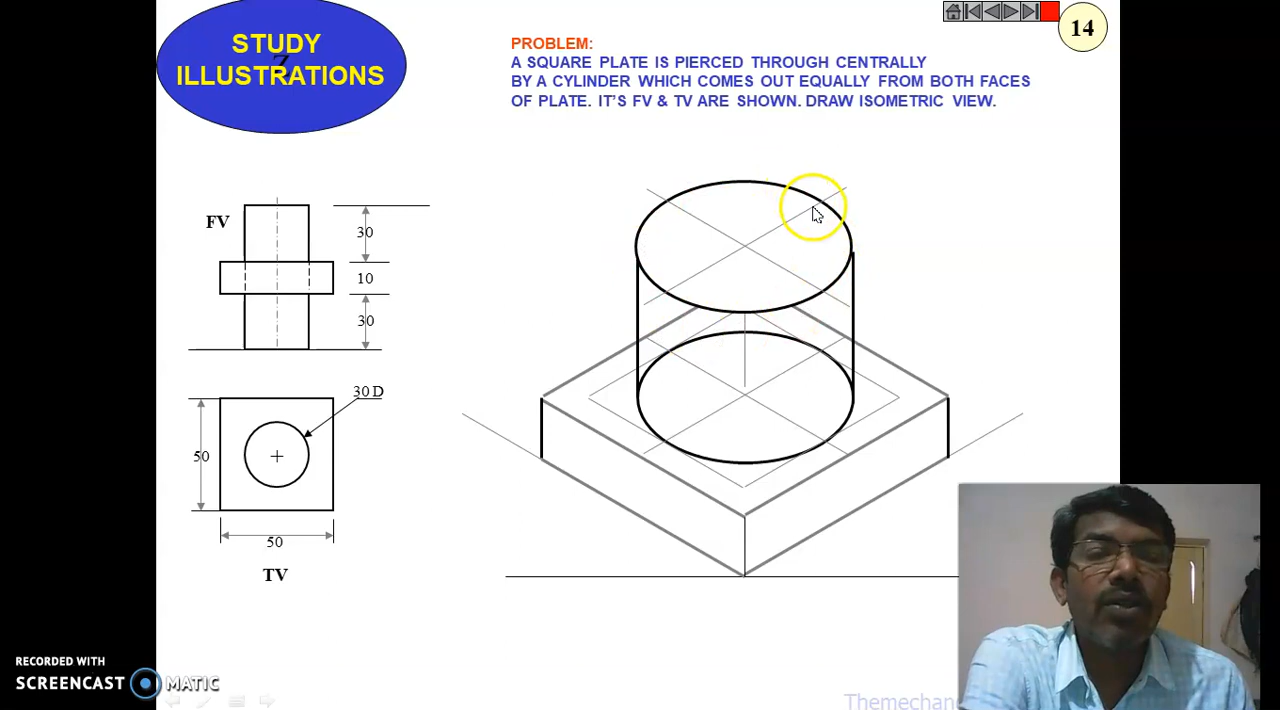 STUDY
Z
ILLUSTRATIONS
14
PROBLEM:
A SQUARE PLATE IS PIERCED THROUGH CENTRALLY
BY A CYLINDER WHICH COMES OUT EQUALLY FROM BOTH FACES
OF PLATE. IT’S FV & TV ARE SHOWN. DRAW ISOMETRIC VIEW.
FV
30
10
30
30 D
50
50
TV
RECORDED WITH
SCREENCAST MATIC
Themechan